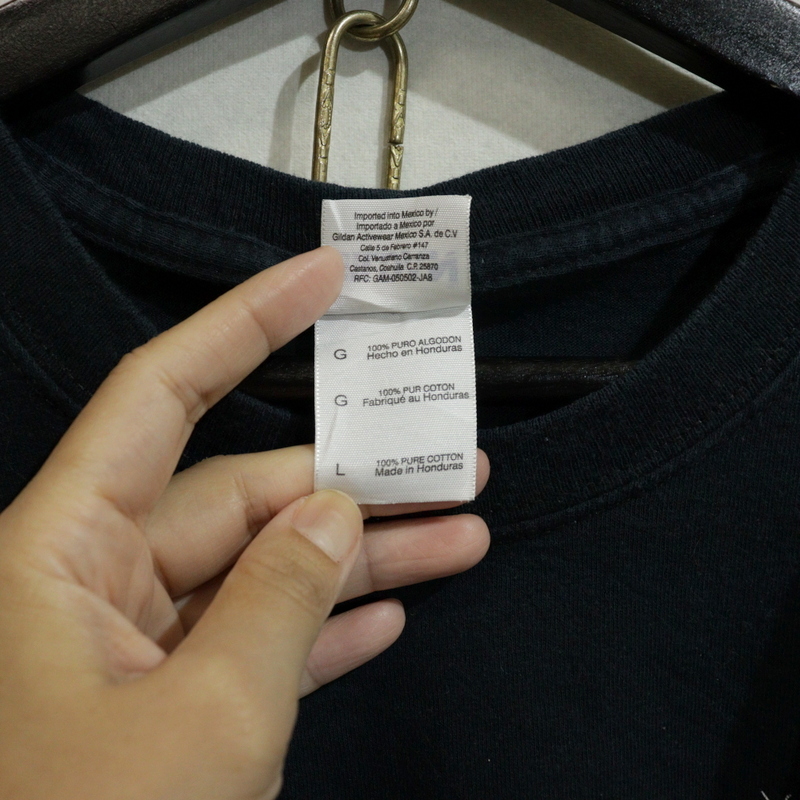 Imported into Mexico by /
Importado a Mexico por
Gildan Activewear Mexico S.A. de C.V
Calle 5 de Febrero #147
Col. Venustiano Carranza
Castanos, Coahuila C.P. 25870
RFC: GAM-050502-JA8
G 100% PURO ALGODON
Hecho en Honduras
G 100% PUR COTON
Fabriqué au Honduras
L 100% PURE COTTON
Made in Honduras